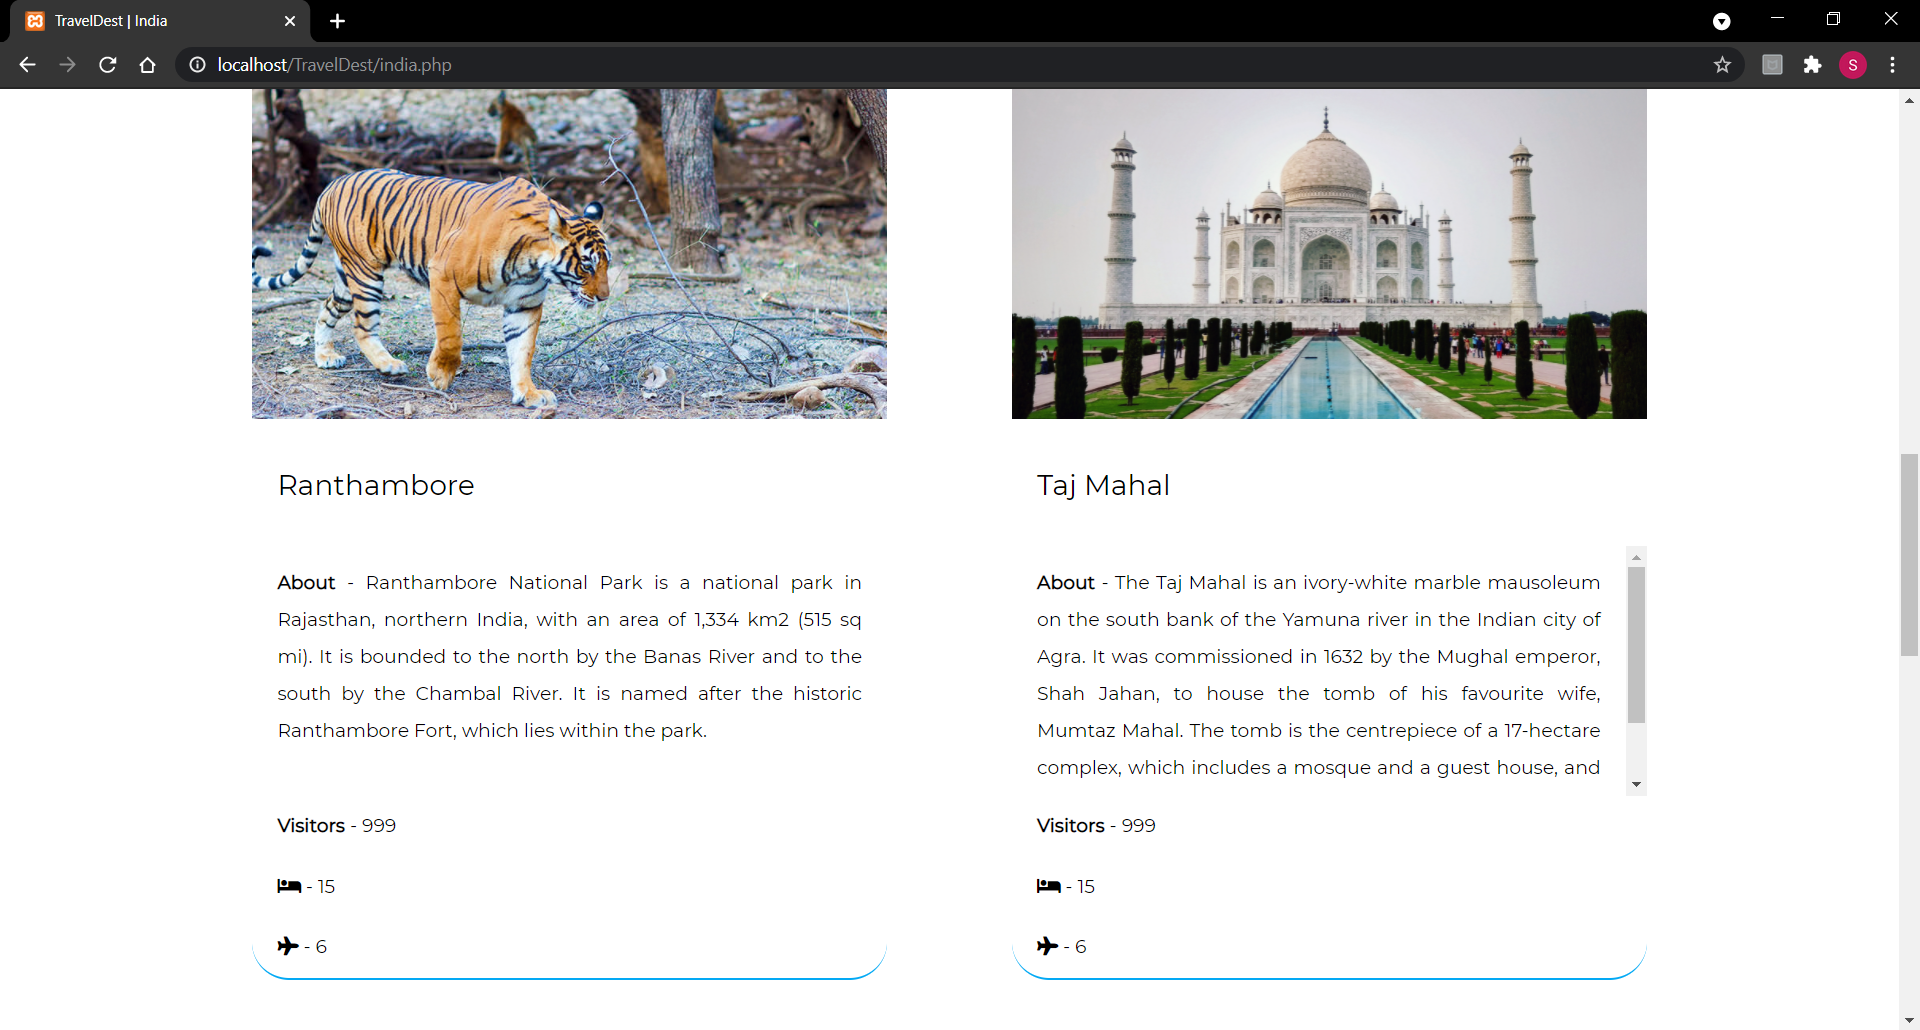 TravelDest | India
localhost/TravelDest/india.php
S
Ranthambore
About - Ranthambore National Park is a national park in
Rajasthan, northern India, with an area of 1,334 km2 (515 sq
mi). It is bounded to the north by the Banas River and to the
south by the Chambal River. It is named after the historic
Ranthambore Fort, which lies within the park.
Visitors - 999
- 15
- 6
Taj Mahal
About - The Taj Mahal is an ivory-white marble mausoleum
on the south bank of the Yamuna river in the Indian city of
Agra. It was commissioned in 1632 by the Mughal emperor,
Shah Jahan, to house the tomb of his favourite wife,
Mumtaz Mahal. The tomb is the centrepiece of a 17-hectare
complex, which includes a mosque and a guest house, and
Visitors - 999
- 15
- 6